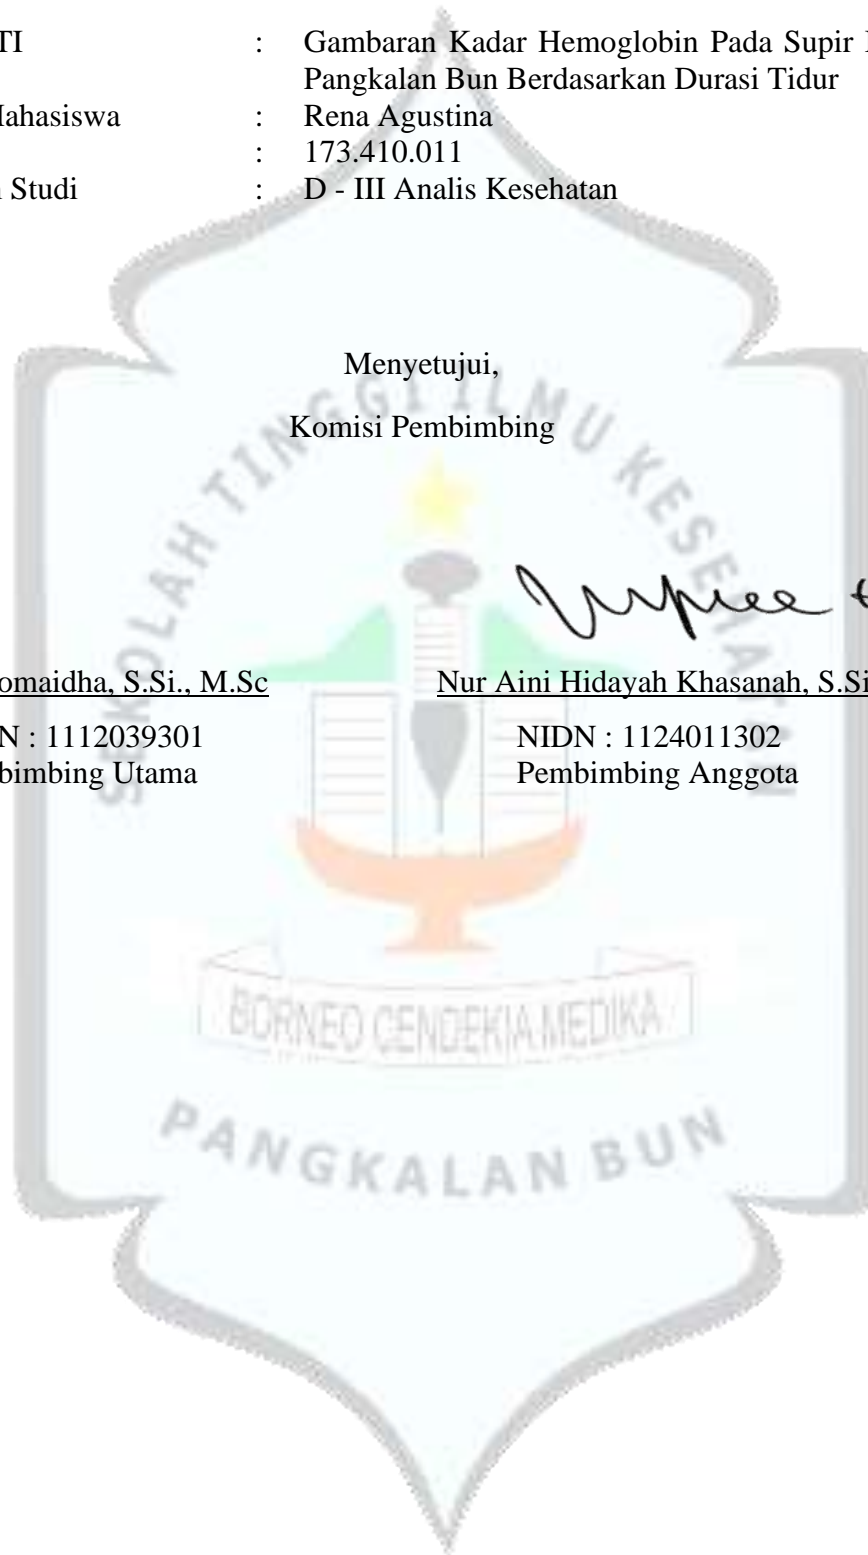 TI : Gambaran Kadar Hemoglobin Pada Supir
Pangkalan Bun Berdasarkan Durasi Tidur
Mahasiswa : Rena Agustina
: 173.410.011
Studi : D - III Analis Kesehatan
Menyetujui,
Komisi Pembimbing
SEKOLAH TINGGI ILMU KESEHATAN
omaidha, S.Si., M.Sc Nur Aini Hidayah Khasanah, S.Si
N : 1112039301 NIDN : 1124011302
bimbing Utama Pembimbing Anggota
BORNEO CENDEKIA MEDIKA
PANGKALAN BUN